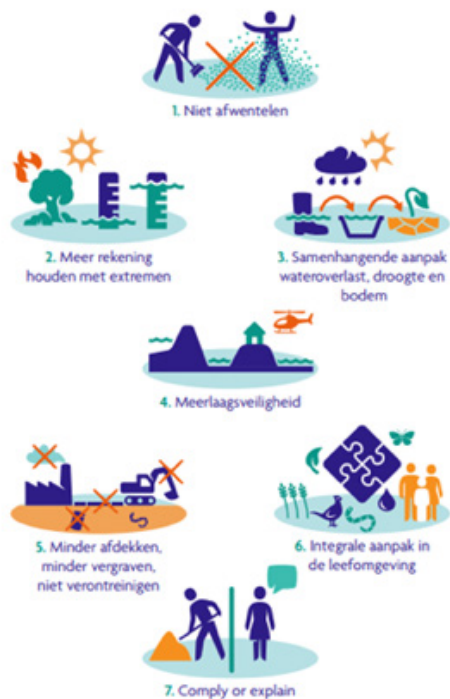 1. Niet afwentelen
2. Meer rekening
houden met extremen
3. Samenhangende aanpak
wateroverlast, droogte en
bodem
4. Meerlaagsveiligheid
5. Minder afdekken,
minder vergraven,
niet verontreinigen
6. Integrale aanpak in
de leefomgeving
7. Comply or explain